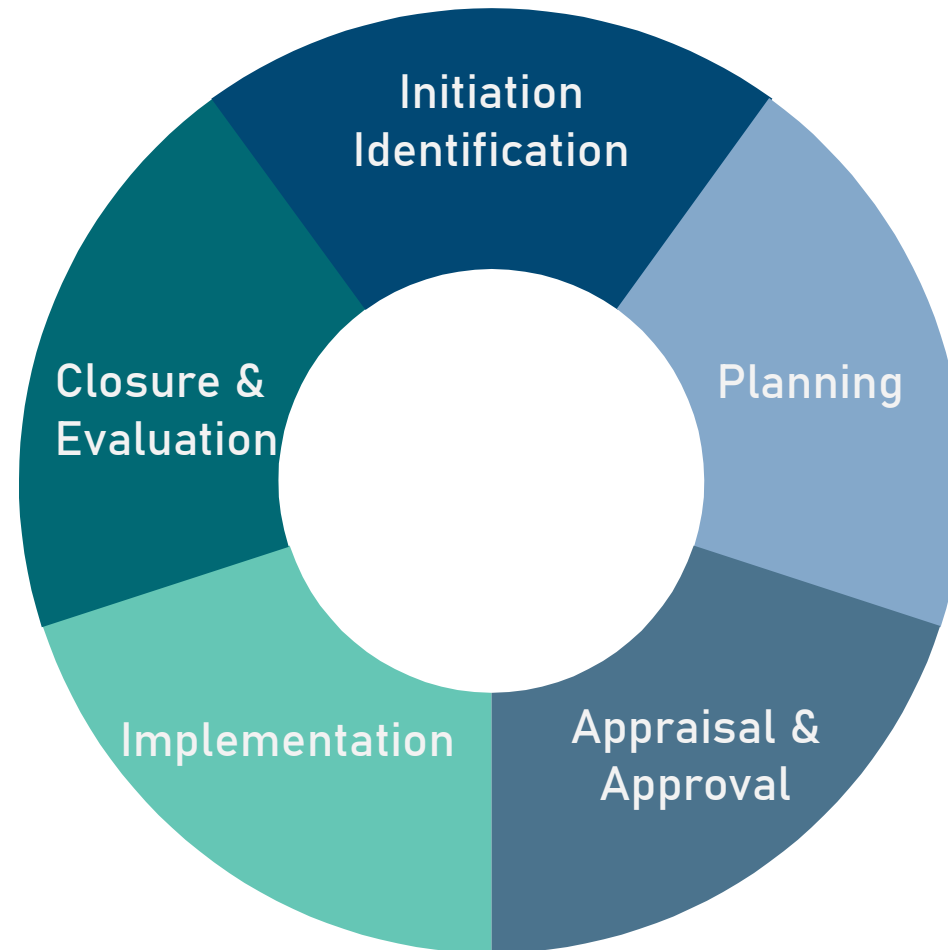 Initiation
Identification
Planning
Appraisal &
Approval
Implementation
Closure &
Evaluation